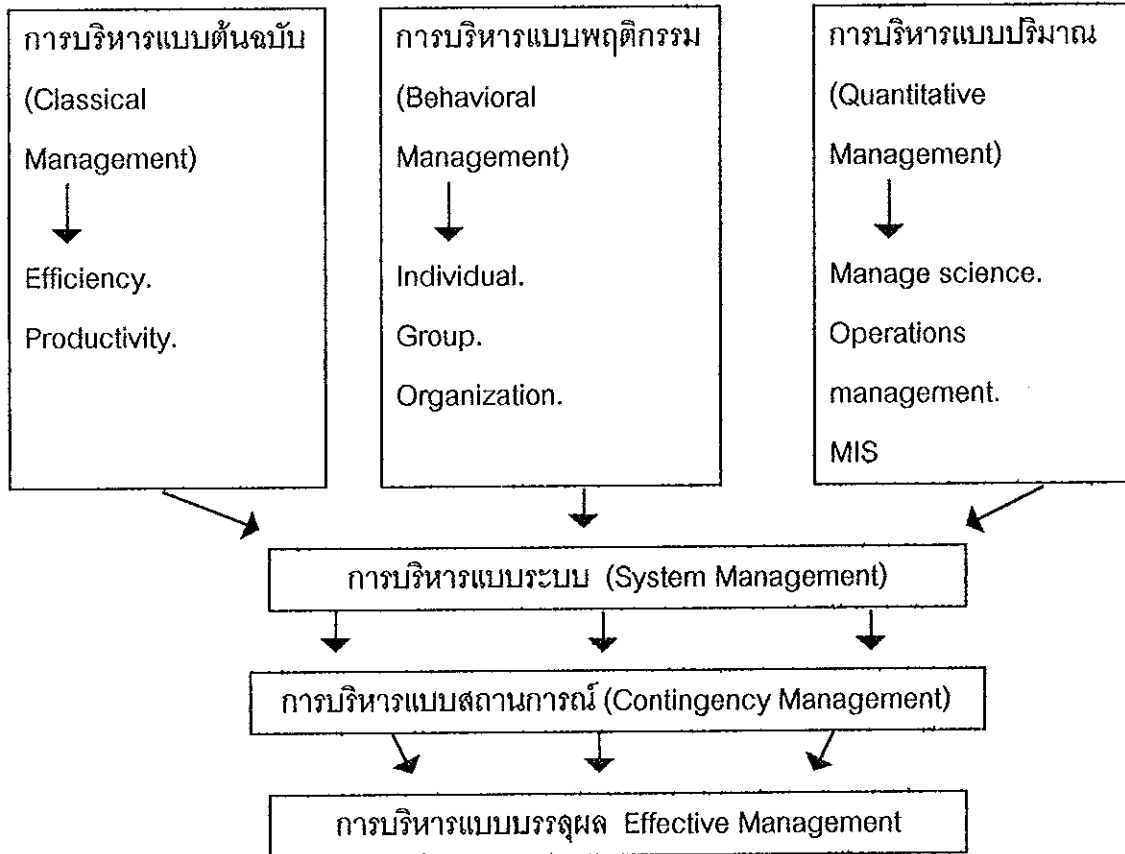 การบริหารแบบต้นฉบับ
(Classical
Management)
Efficiency.
Productivity.
การบริหารแบบพฤติกรรม
(Behavioral
Management)
Individual.
Group.
Organization.
การบริหารแบบปริมาณ
(Quantitative
Management)
Manage science.
Operations
management.
MIS
การบริหารแบบระบบ (System Management)
การบริหารแบบสถานการณ์ (Contingency Management)
การบริหารแบบบรรลุผล Effective Management